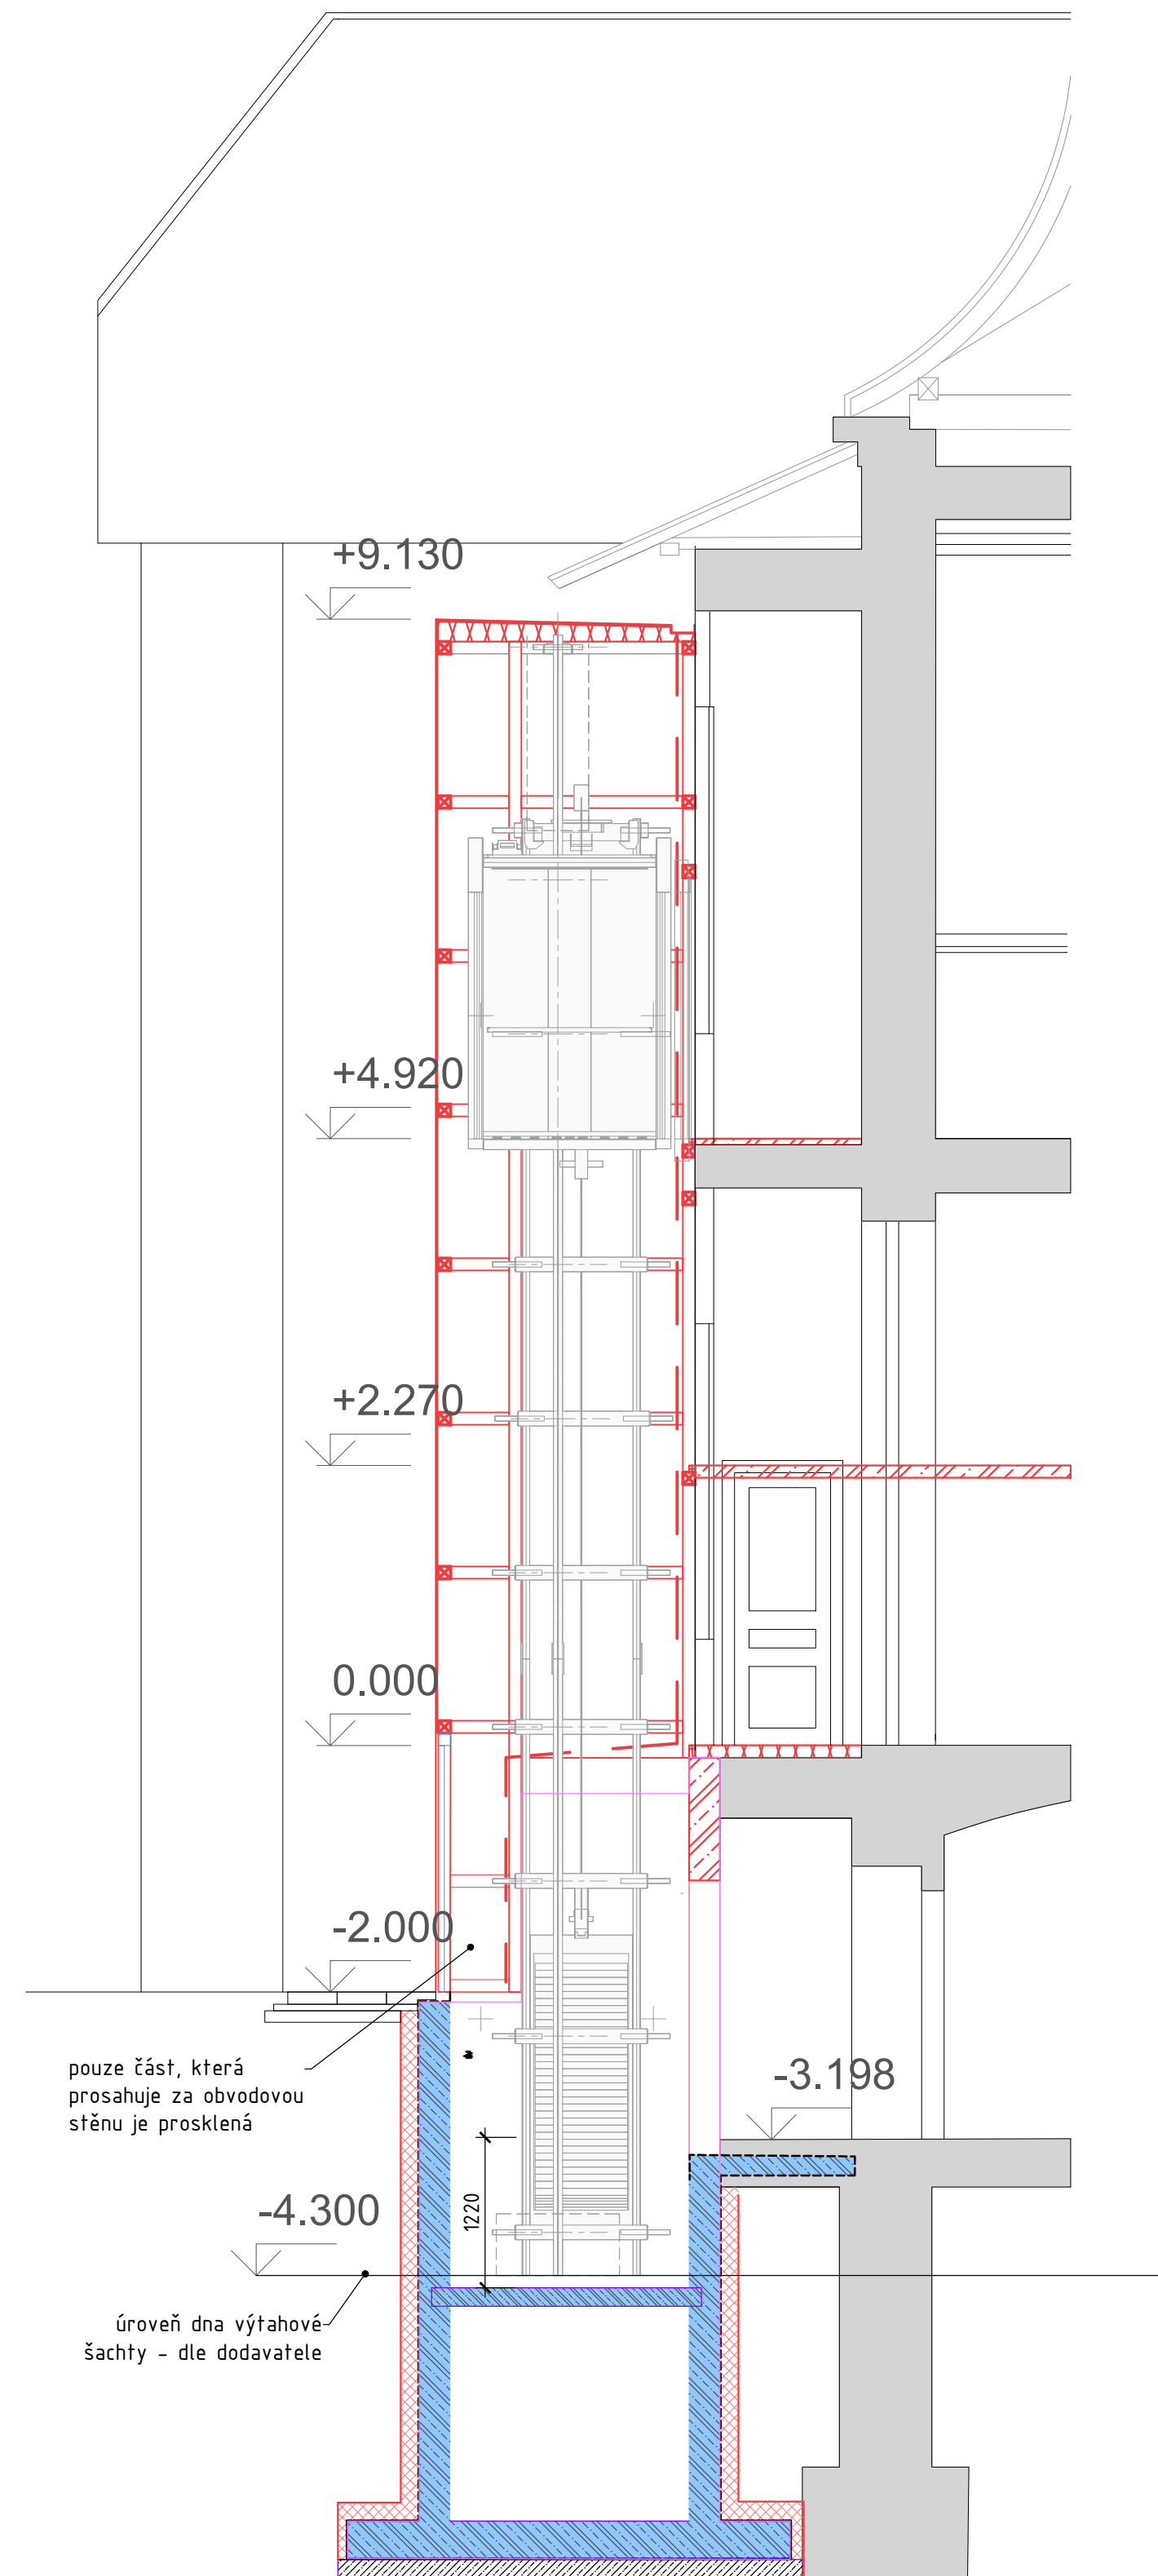 +9.130
+4.920
+2.270
0.000
-2.000
pouze část, která
prosahuje za obvodovou
stěnu je prosklená
-3.198
1220
-4.300
úroveň dna výtahové
šachty - dle dodavatele